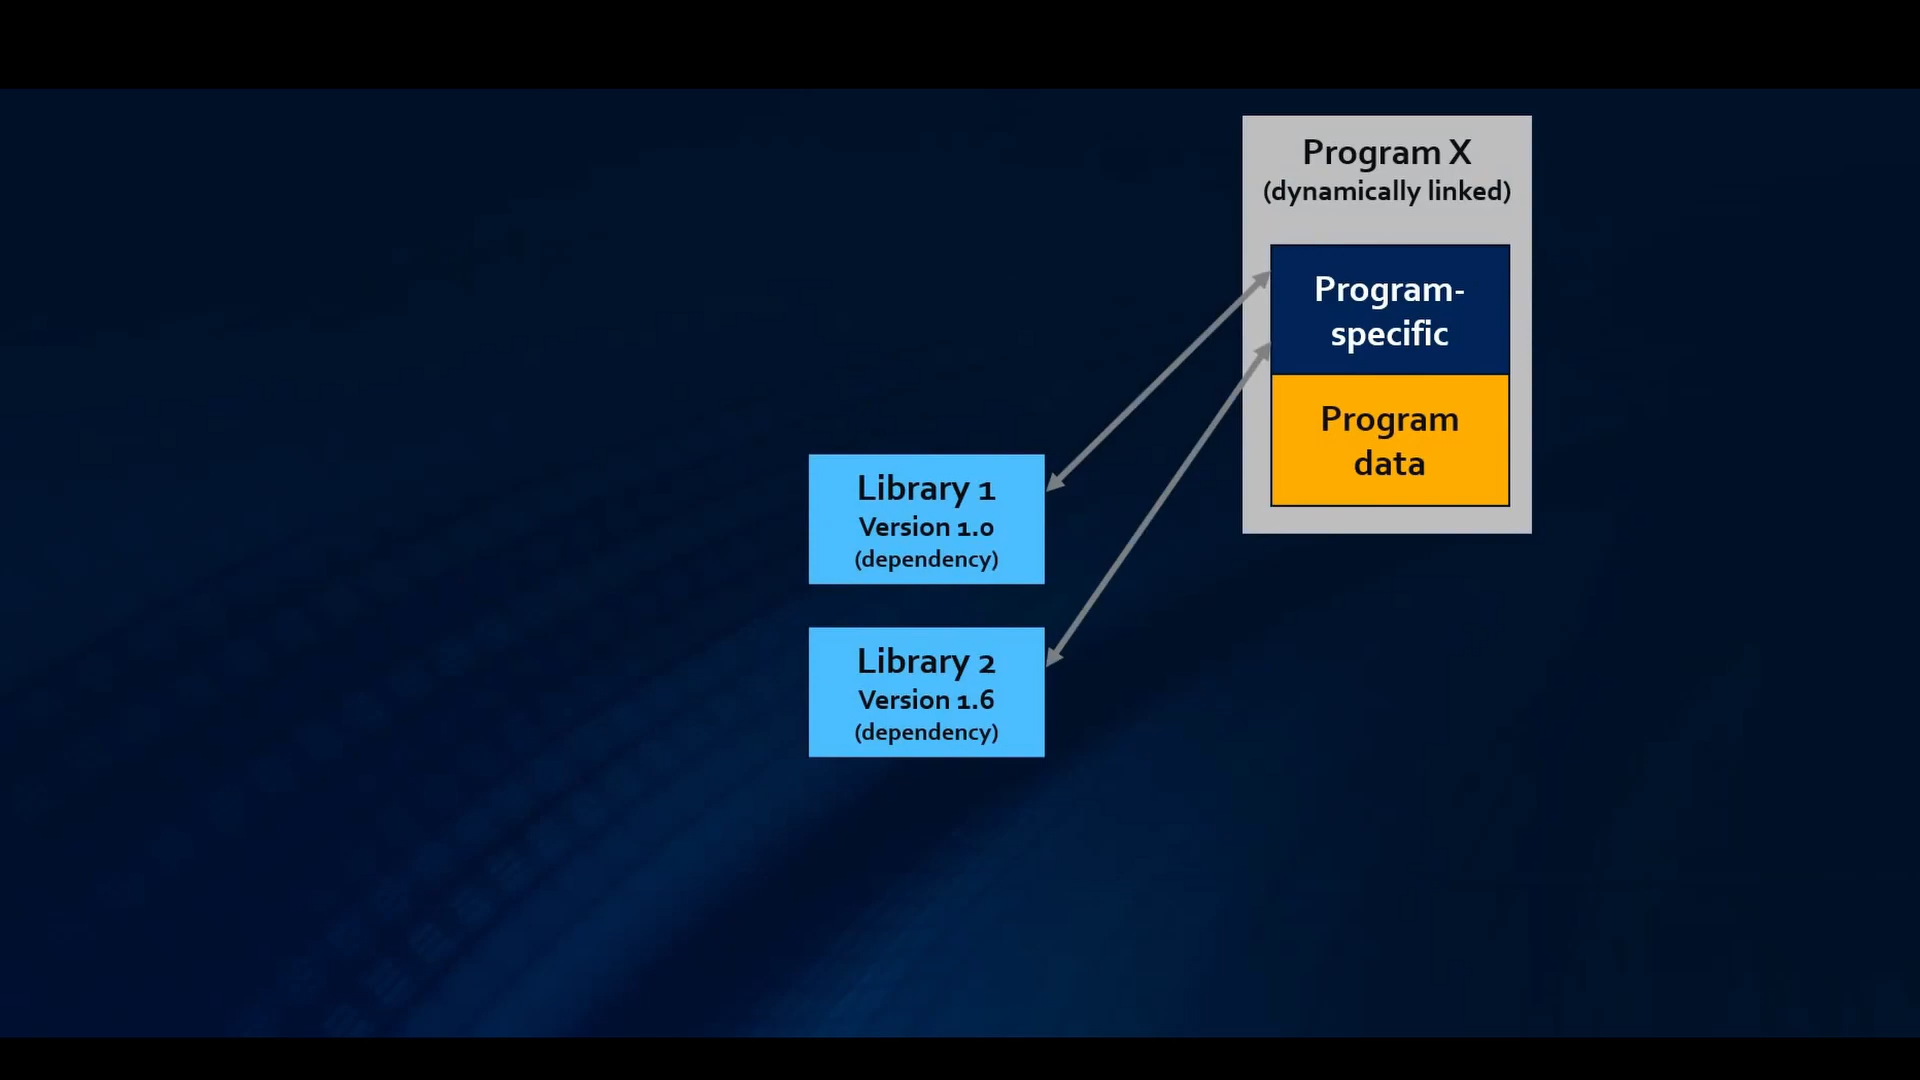 Program X
(dynamically linked)
Program-
specific
Program
data
Library 1
Version 1.0
(dependency)
Library 2
Version 1.6
(dependency)